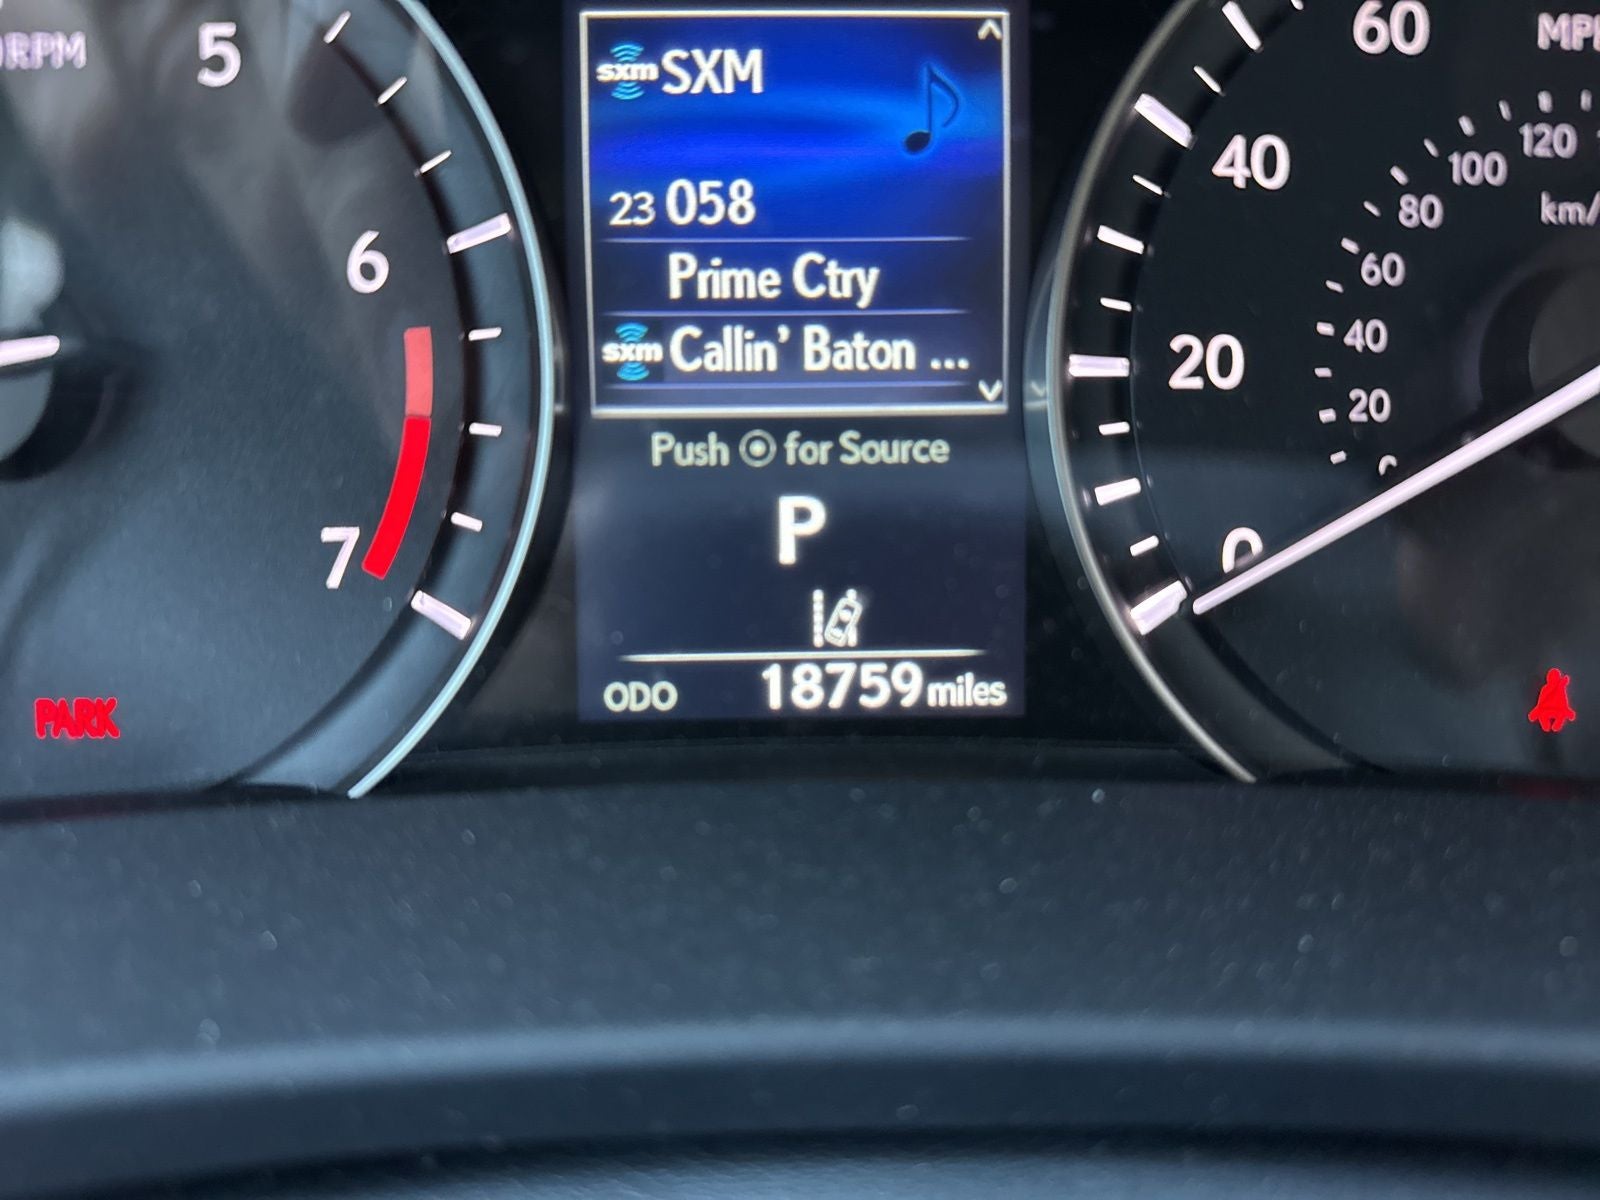 RPM
5
6
7
PARK
sxm SXM
23 058
Prime Ctry
sxm Callin' Baton ...
Push for Source
P
ODO 18759 miles
60
MPH
40
20
0
120
100
80
km/
60
40
20
0